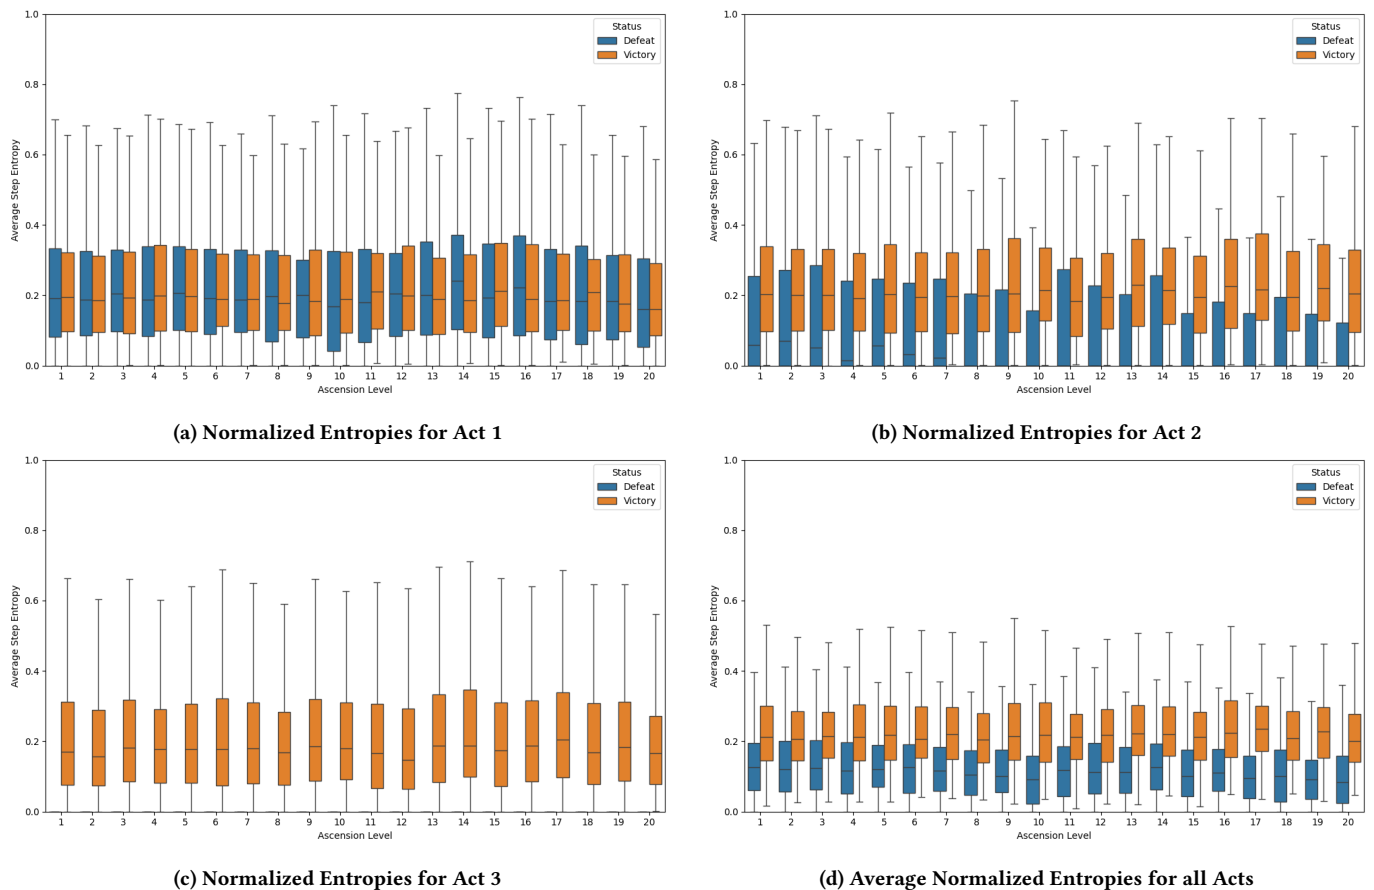 1.0
0.8
0.6
0.4
0.2
0.0
Average Step Entropy
Status
Defeat
Victory
1 2 3 4 5 6 7 8 9 10 11 12 13 14 15 16 17 18 19 20
Ascension Level
(a) Normalized Entropies for Act 1
1.0
0.8
0.6
0.4
0.2
0.0
Average Step Entropy
Status
Defeat
Victory
1 2 3 4 5 6 7 8 9 10 11 12 13 14 15 16 17 18 19 20
Ascension Level
(b) Normalized Entropies for Act 2
1.0
0.8
0.6
0.4
0.2
0.0
Average Step Entropy
Status
Defeat
Victory
1 2 3 4 5 6 7 8 9 10 11 12 13 14 15 16 17 18 19 20
Ascension Level
(c) Normalized Entropies for Act 3
1.0
0.8
0.6
0.4
0.2
0.0
Average Step Entropy
Status
Defeat
Victory
1 2 3 4 5 6 7 8 9 10 11 12 13 14 15 16 17 18 19 20
Ascension Level
(d) Average Normalized Entropies for all Acts